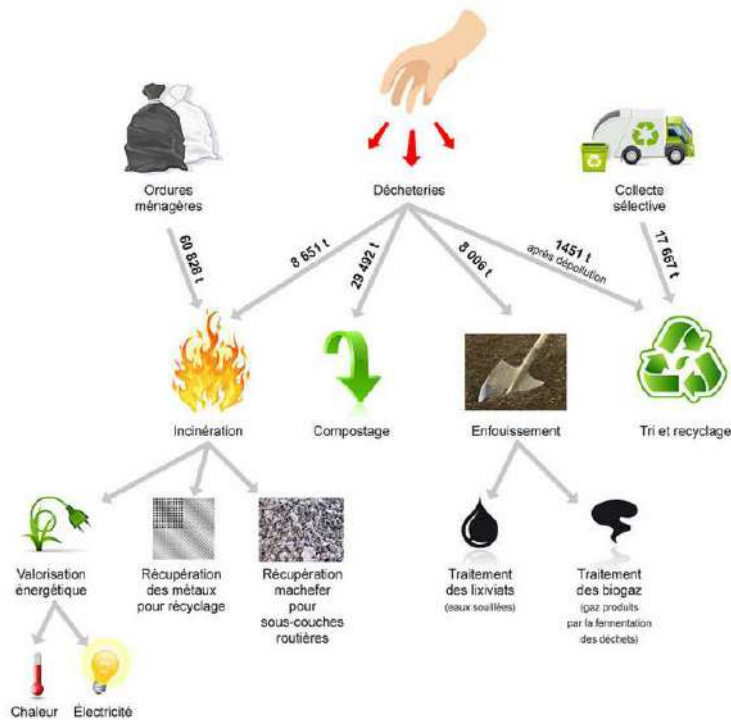 Ordures
ménagères
Décheteries
Collecte
sélective
60 828 t
8 651 t
29 492 t
8 006 t
1451 t
après dépollution
17 667 t
Incinération
Compostage
Enfouissement
Tri et recyclage
Valorisation
énergétique
Récupération
des métaux
pour récyclage
Récupération
machefer
pour
sous-couches
routières
Traitement
des lixiviats
(eaux souillées)
Traitement
des biogaz
(gaz produits
par la fermentation
des déchets)
Chaleur
Électricité